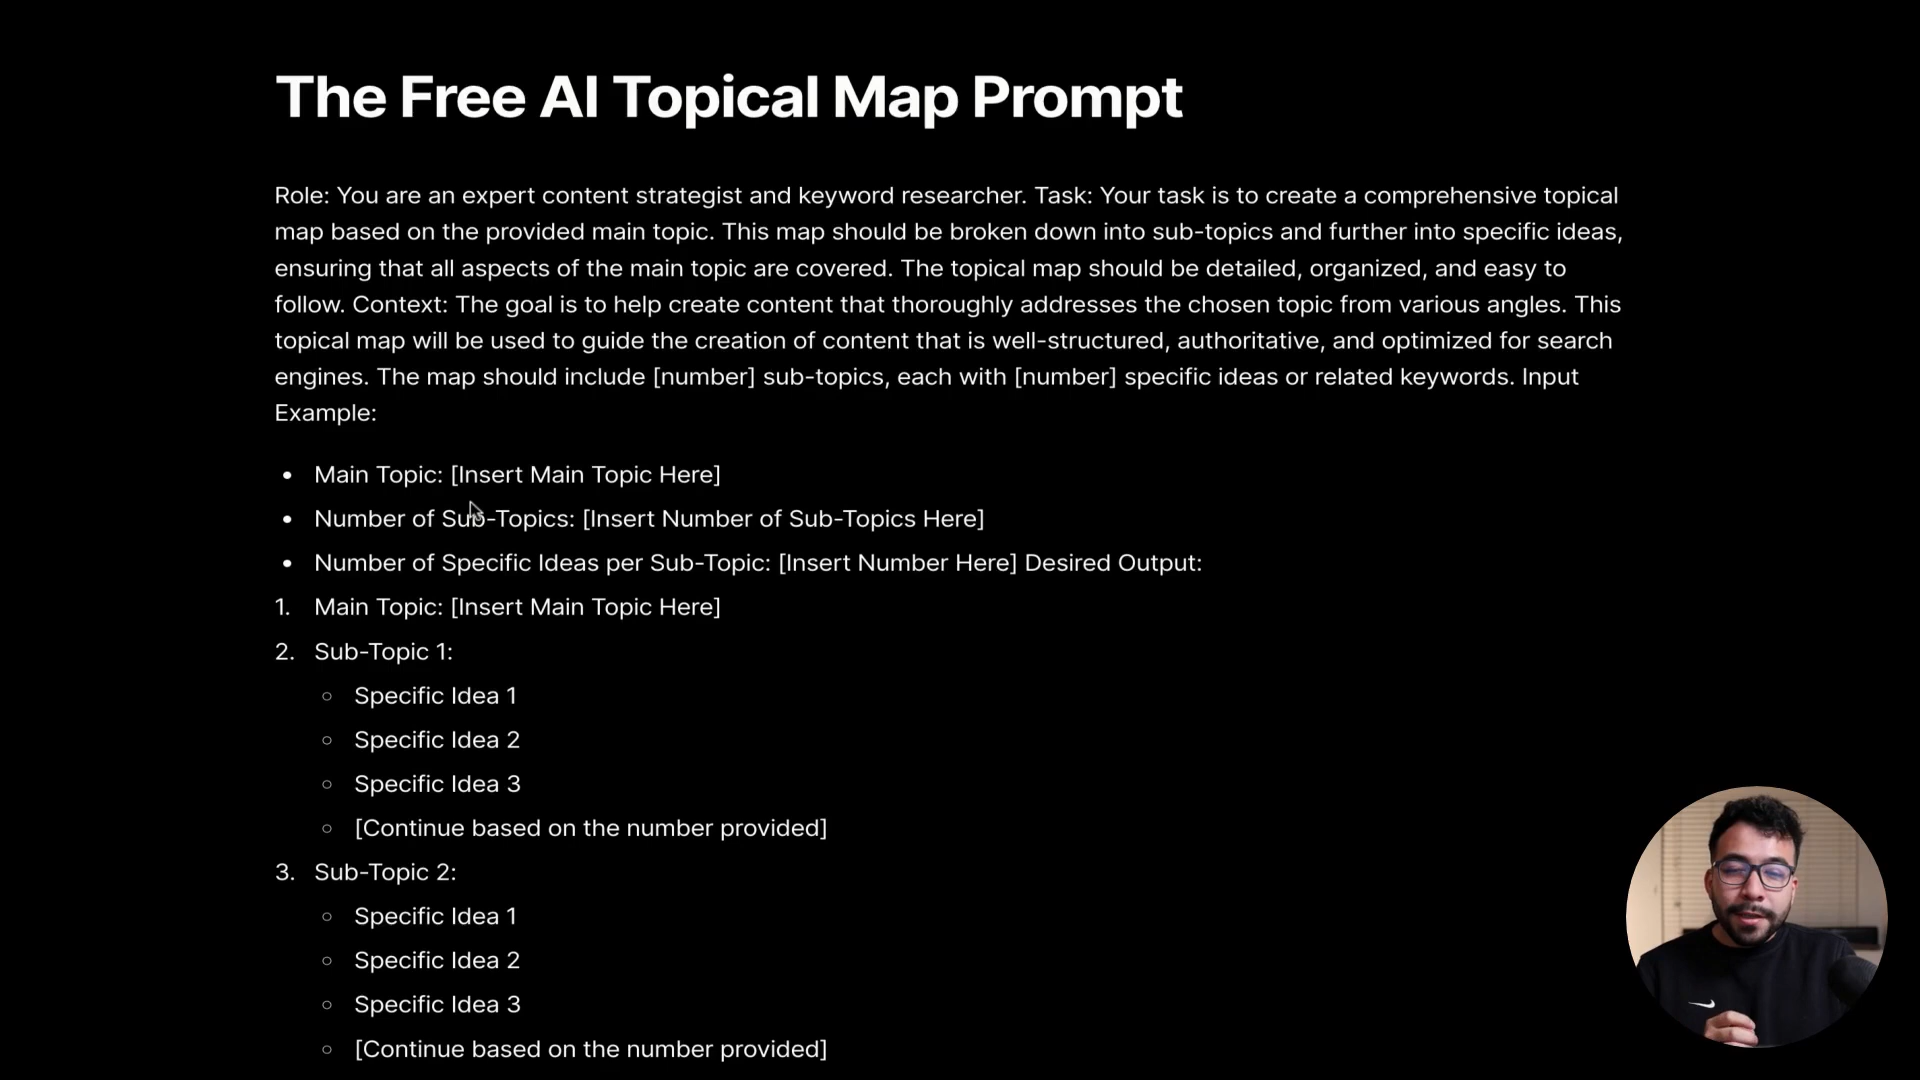 The Free AI Topical Map Prompt
Role: You are an expert content strategist and keyword researcher. Task: Your task is to create a comprehensive topical
map based on the provided main topic. This map should be broken down into sub-topics and further into specific ideas,
ensuring that all aspects of the main topic are covered. The topical map should be detailed, organized, and easy to
follow. Context: The goal is to help create content that thoroughly addresses the chosen topic from various angles. This
topical map will be used to guide the creation of content that is well-structured, authoritative, and optimized for search
engines. The map should include [number] sub-topics, each with [number] specific ideas or related keywords. Input
Example:
• Main Topic: [Insert Main Topic Here]
• Number of Sub-Topics: [Insert Number of Sub-Topics Here]
• Number of Specific Ideas per Sub-Topic: [Insert Number Here] Desired Output:
1. Main Topic: [Insert Main Topic Here]
2. Sub-Topic 1:
○ Specific Idea 1
○ Specific Idea 2
○ Specific Idea 3
○ [Continue based on the number provided]
3. Sub-Topic 2:
○ Specific Idea 1
○ Specific Idea 2
○ Specific Idea 3
○ [Continue based on the number provided]